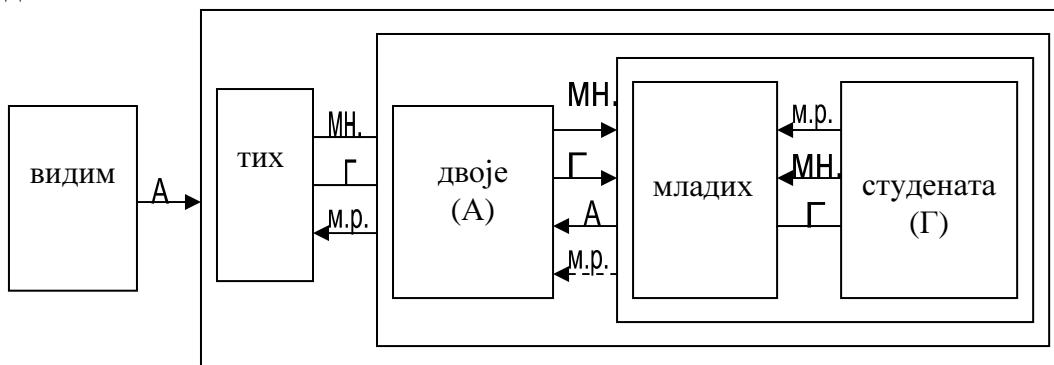 видим
А
тих
мн.
Г
м.р.
двоје
(А)
мн.
Г
А
м.р.
младих
м.р.
мн.
Г
студената
(Г)